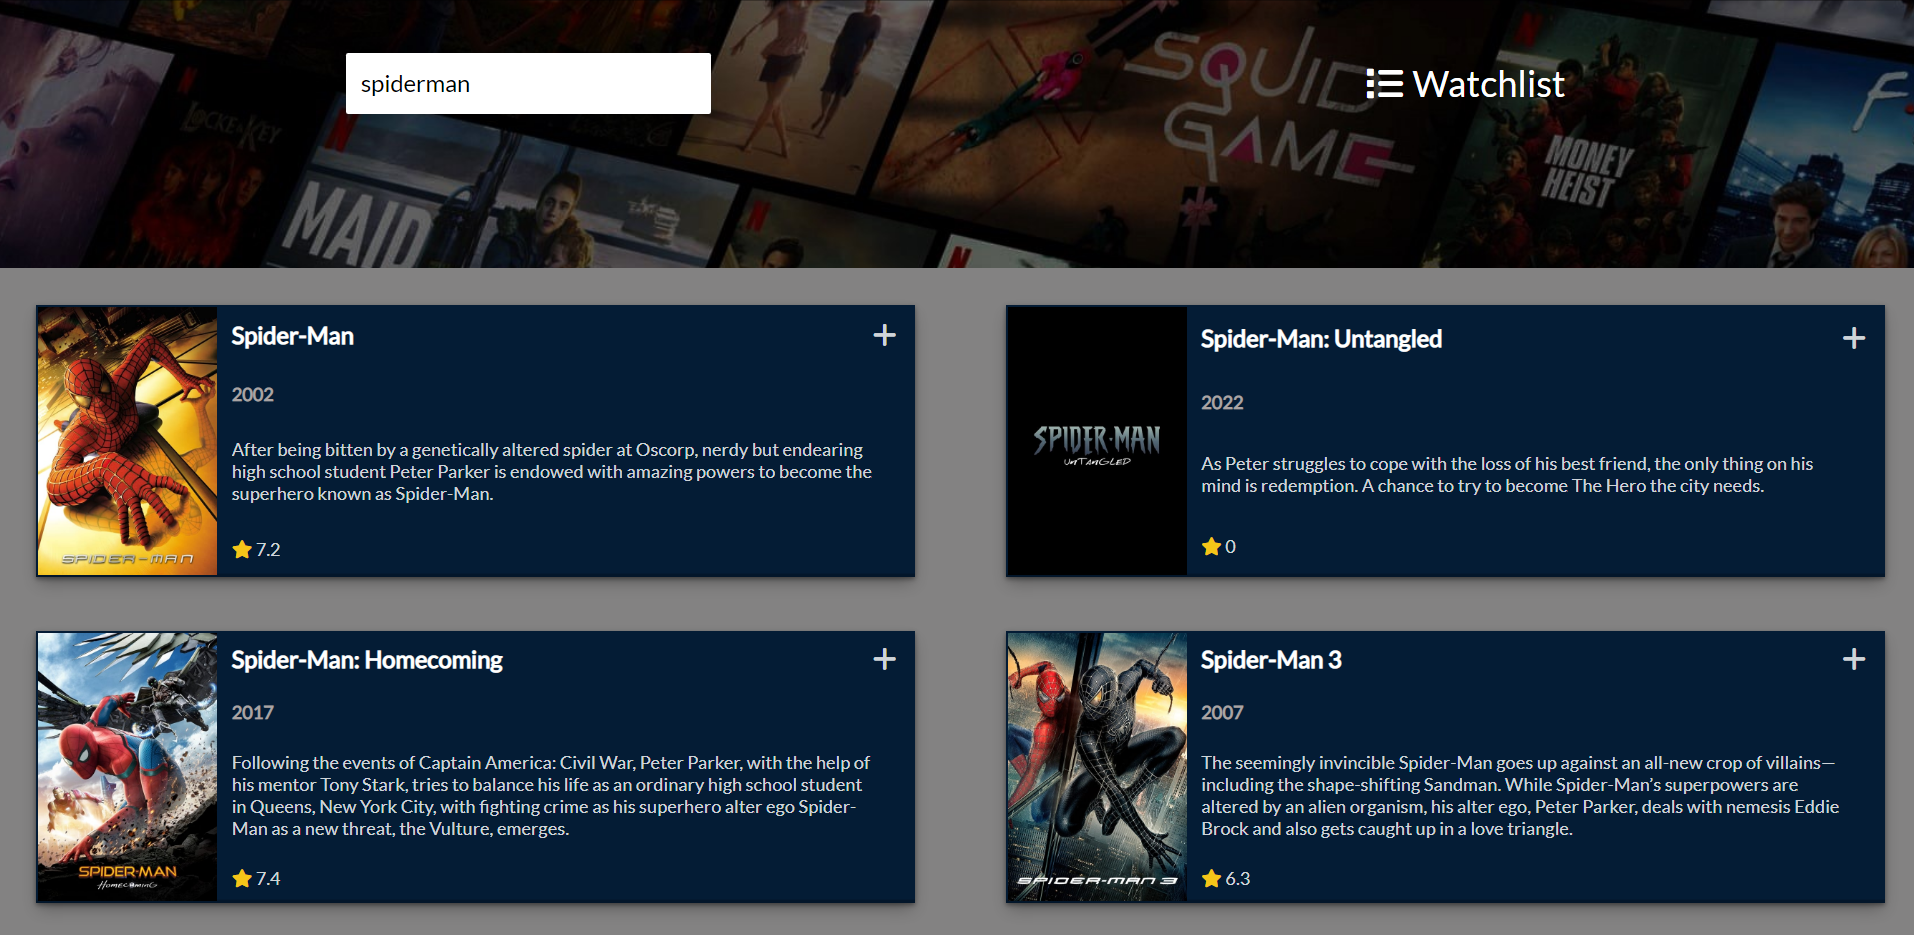 spiderman
Watchlist
LOCKE & KEY
MAID
SQUID
GAME
MONEY
HEIST
F
Spider-Man
2002
After being bitten by a genetically altered spider at Oscorp, nerdy but endearing
high school student Peter Parker is endowed with amazing powers to become the
superhero known as Spider-Man.
7.2
SPIDER-MAN
Spider-Man: Untangled
2022
As Peter struggles to cope with the loss of his best friend, the only thing on his
mind is redemption. A chance to try to become The Hero the city needs.
0
SPIDER-MAN
UNTANGLED
Spider-Man: Homecoming
2017
Following the events of Captain America: Civil War, Peter Parker, with the help of
his mentor Tony Stark, tries to balance his life as an ordinary high school student
in Queens, New York City, with fighting crime as his superhero alter ego Spider-
Man as a new threat, the Vulture, emerges.
7.4
SPIDER-MAN
HOMECOMING
Spider-Man 3
2007
The seemingly invincible Spider-Man goes up against an all-new crop of villains—
including the shape-shifting Sandman. While Spider-Man’s superpowers are
altered by an alien organism, his alter ego, Peter Parker, deals with nemesis Eddie
Brock and also gets caught up in a love triangle.
6.3
SPIDER-MAN 3